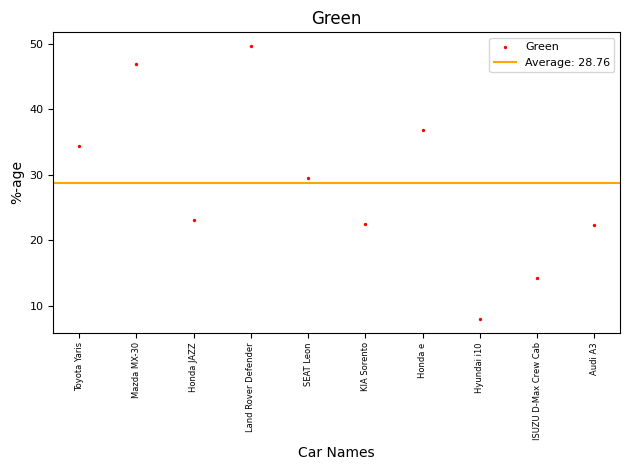 Green
Green
Average: 28.76
%-age
50
40
30
20
10
Toyota Yaris
Mazda MX-30
Honda JAZZ
Land Rover Defender
SEAT Leon
KIA Sorento
Honda e
Hyundai i10
ISUZU D-Max Crew Cab
Audi A3
Car Names